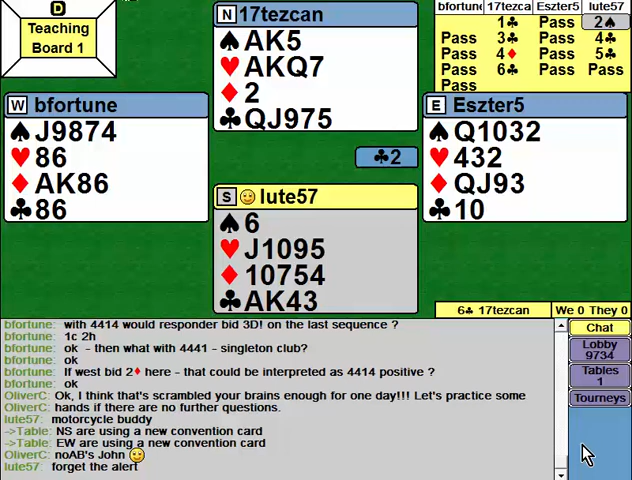 D
Teaching
Board 1
N 17tezcan
♠AK5
♥AKQ7
♦2
♣QJ975
bfortune 17tezca Eszter5 lute57
1♣ Pass 2♠
Pass 3♣ Pass 4♣
Pass 4♦ Pass 5♣
Pass 6♣ Pass Pass
Pass
W bfortune
♠J9874
♥86
♦AK86
♣86
♣2
E Eszter5
♠Q1032
♥432
♦QJ93
♣10
S lute57
♠6
♥J1095
♦10754
♣AK43
6♣ 17tezcan We 0 They 0
bfortune: with 4414 would responder bid 3D! on the last sequence ?
bfortune: 1c 2h
bfortune: ok - then what with 4441 - singleton club?
bfortune: ok
bfortune: If west bid 2♦ here - that could be interpreted as 4414 positive ?
bfortune: ok
OliverC: Ok, I think that's scrambled your brains enough for one day!!! Let's practice some
OliverC: hands if there are no further questions.
lute57: motorcycle buddy
->Table: NS are using a new convention card
->Table: EW are using a new convention card
OliverC: noAB's John
lute57: forget the alert
Chat
Lobby
9734
Tables
1
Tourneys